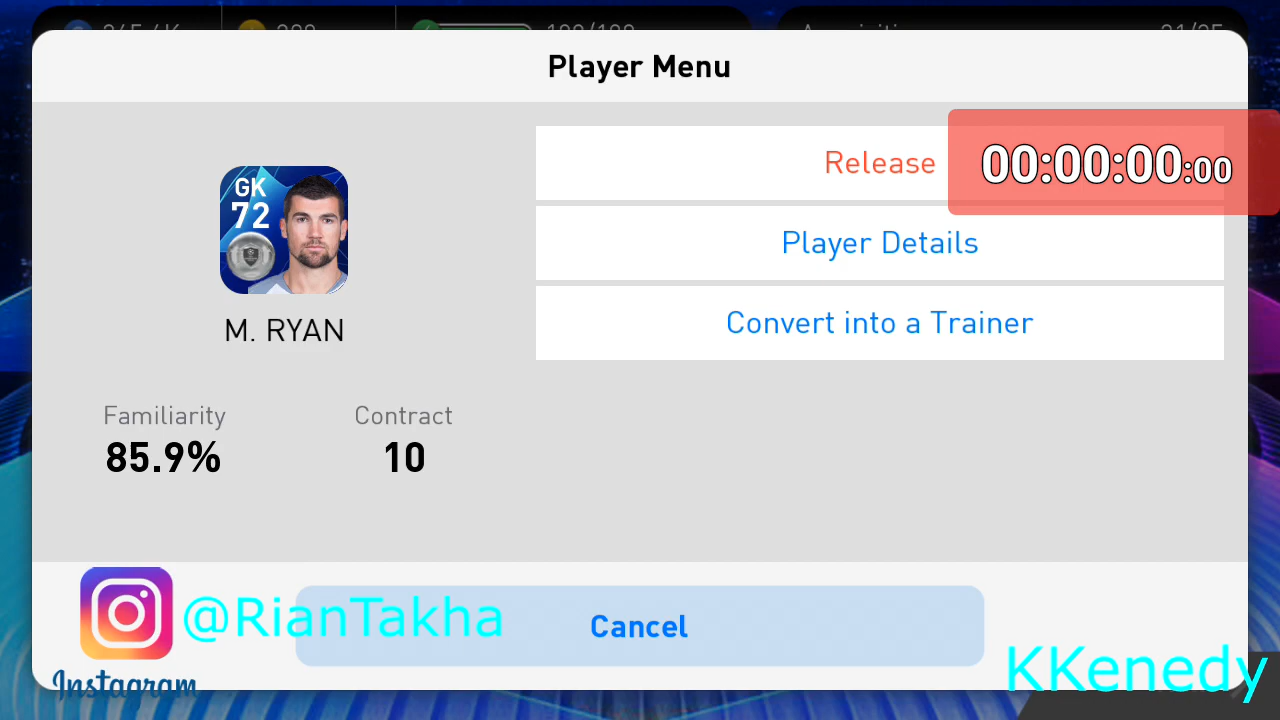 Player Menu
GK
72
M. RYAN
Familiarity
85.9%
Contract
10
Release
00:00:00:00
Player Details
Convert into a Trainer
@RianTakha
Cancel
Instagram
KKenedy